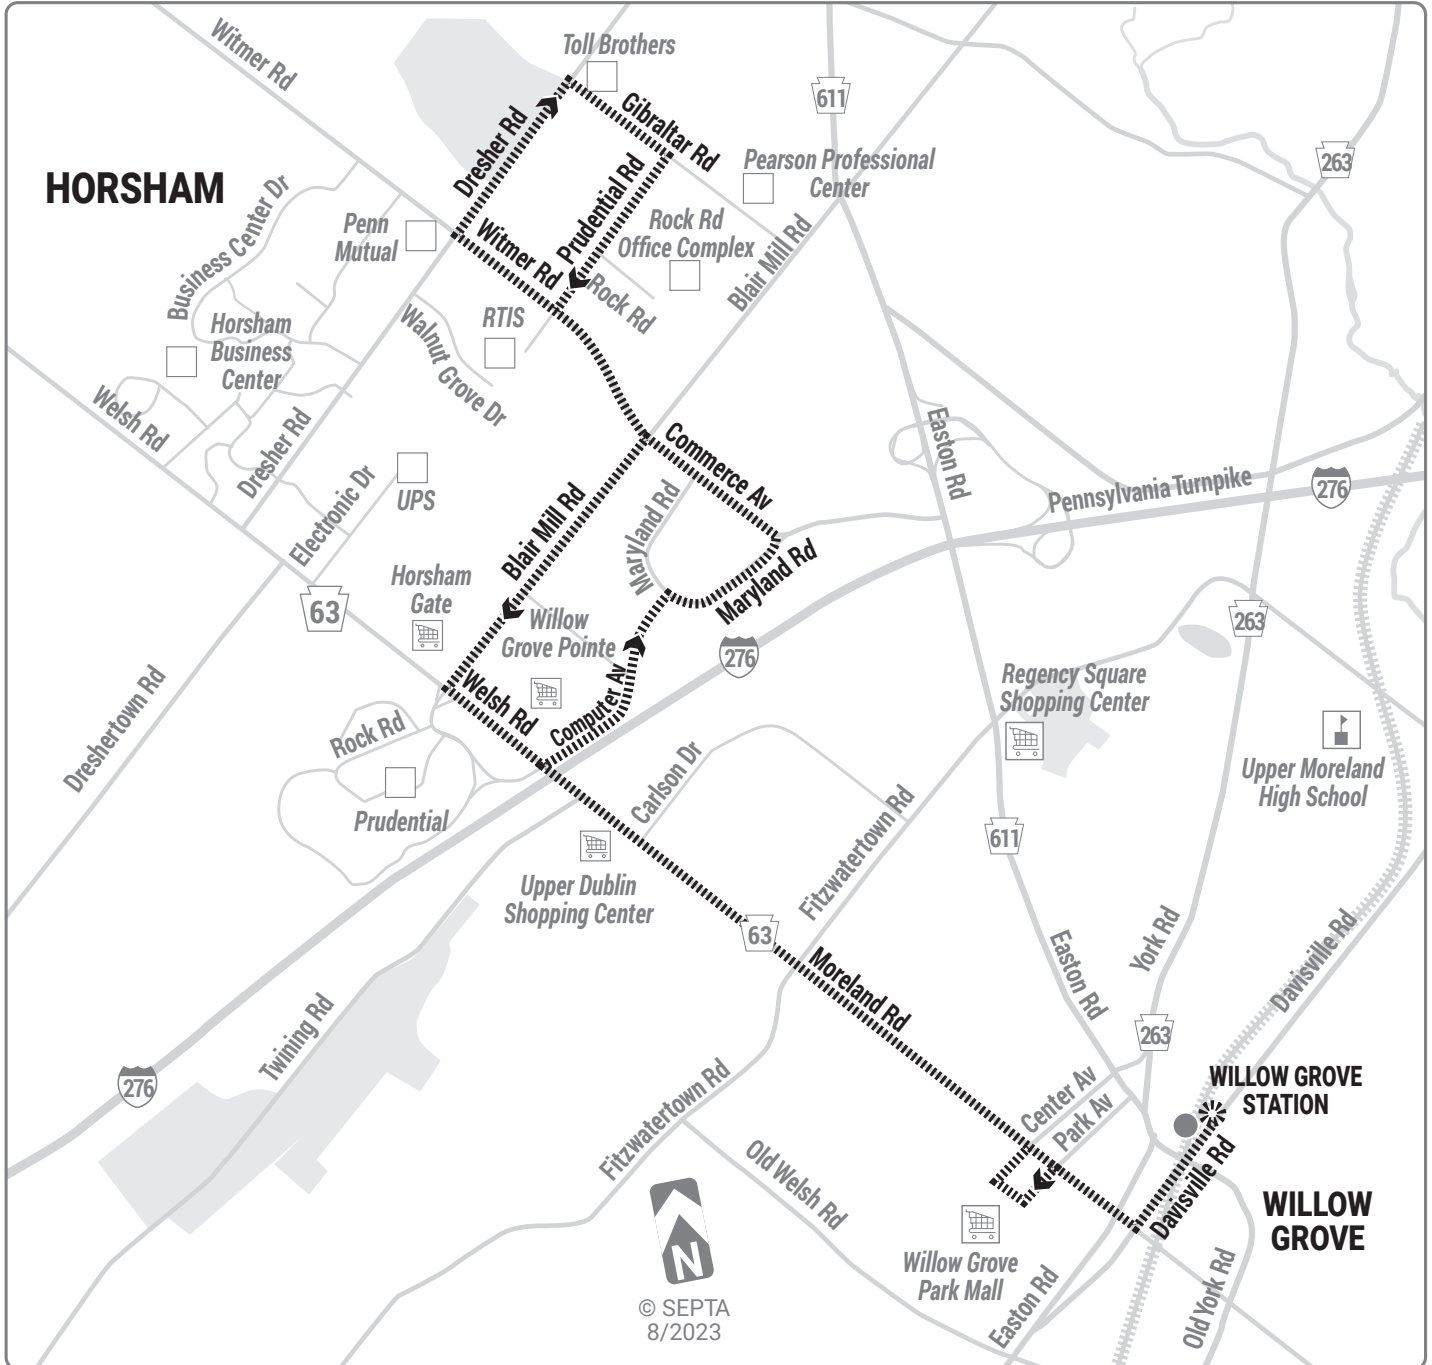 Witmer Rd
Toll Brothers
611
263
Gibraltar Rd
Dresher Rd
Prudential Rd
Pearson Professional
Center
HORSHAM
Business Center Dr
Penn
Mutual
Witmer Rd
Rock Rd
Office Complex
Blair Mill Rd
Rock Rd
RTIS
Walnut Grove Dr
Horsham
Business
Center
Welsh Rd
Dresher Rd
Electronic Dr
UPS
Commerce Av
Easton Rd
Pennsylvania Turnpike
276
Blair Mill Rd
Maryland Rd
Maryland Rd
Horsham
Gate
63
Willow
Grove Pointe
276
263
Welsh Rd
Computer Av
Regency Square
Shopping Center
Dreshertown Rd
Rock Rd
Prudential
Carlson Dr
Upper Moreland
High School
Fitzwatertown Rd
611
Upper Dublin
Shopping Center
63
Moreland Rd
York Rd
Easton Rd
Davisville Rd
Twining Rd
263
276
WILLOW GROVE
STATION
Center Av
Park Av
Fitzwatertown Rd
Old Welsh Rd
Davisville Rd
WILLOW
GROVE
Willow Grove
Park Mall
N
Easton Rd
Old York Rd
© SEPTA
8/2023